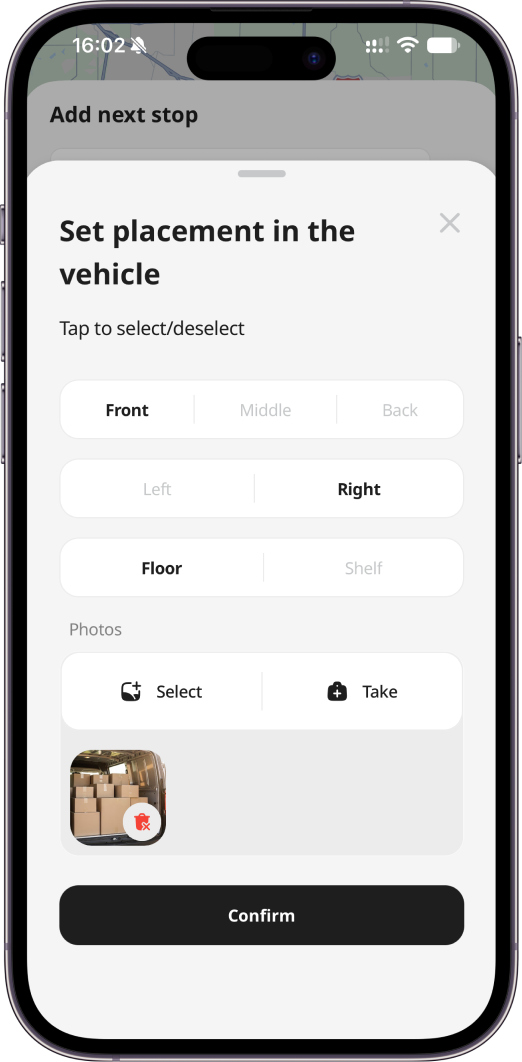 16:02
Add next stop
Set placement in the
vehicle
Tap to select/deselect
Front Middle Back
Left Right
Floor Shelf
Photos
Select Take
Confirm